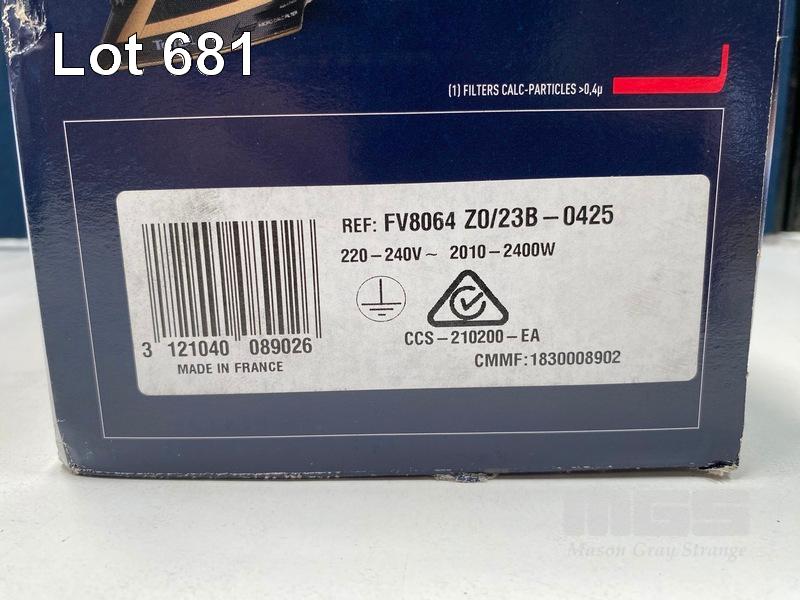 Lot 681
(1) FILTERS CALC-PARTICLES >0,4µ
REF: FV8064 Z0/23B – 0425
220 – 240V ~ 2010 – 2400W
3 121040 089026
MADE IN FRANCE
CCS – 210200 – EA
CMMF: 1830008902
MGS
Mason Gray Strange